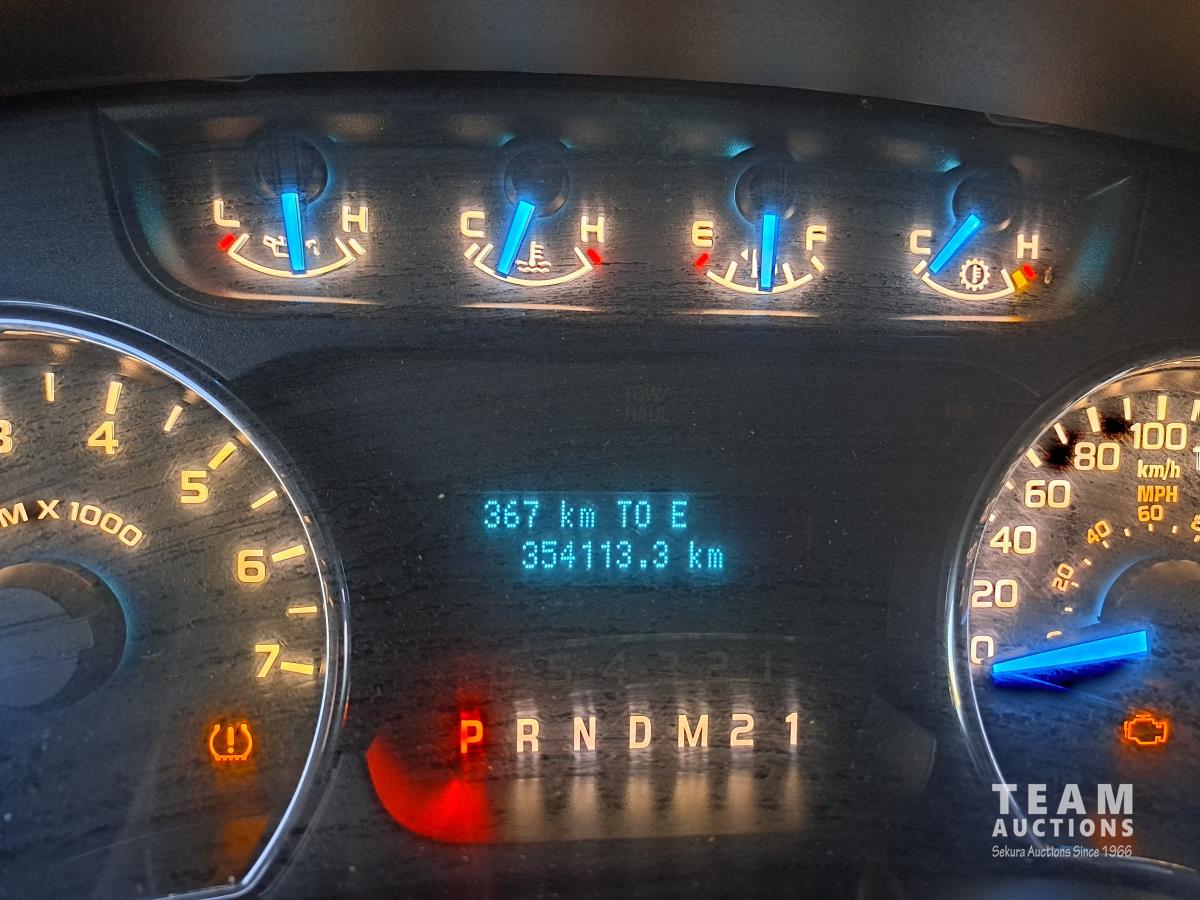 L H
C H
E F
C H
3 4 5 6 7
M X 1000
367 km TO E
354113.3 km
0 20 40 60 80 100
km/h
MPH
20 40 60
P R N D M 2 1
TEAM
AUCTIONS
Sekura Auctions Since 1966